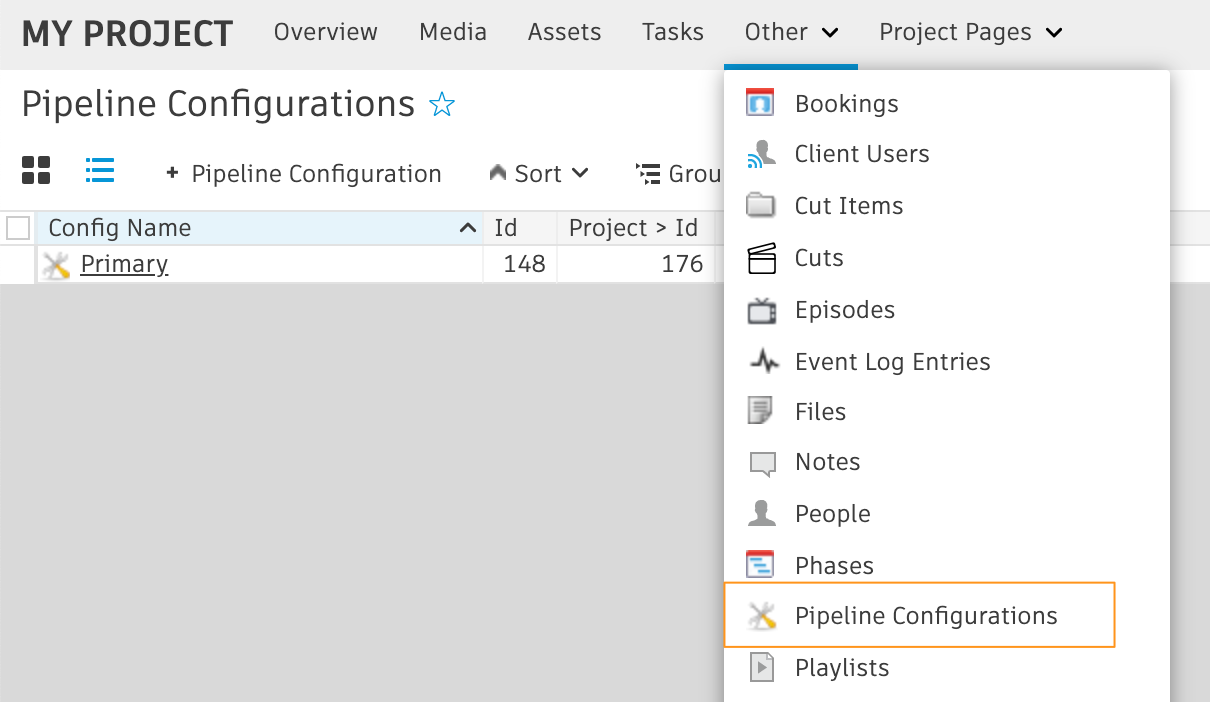 MY PROJECT Overview Media Assets Tasks Other Project Pages
Pipeline Configurations
+ Pipeline Configuration Sort Grou
Config Name Id Project > Id
Primary 148 176
Bookings
Client Users
Cut Items
Cuts
Episodes
Event Log Entries
Files
Notes
People
Phases
Pipeline Configurations
Playlists